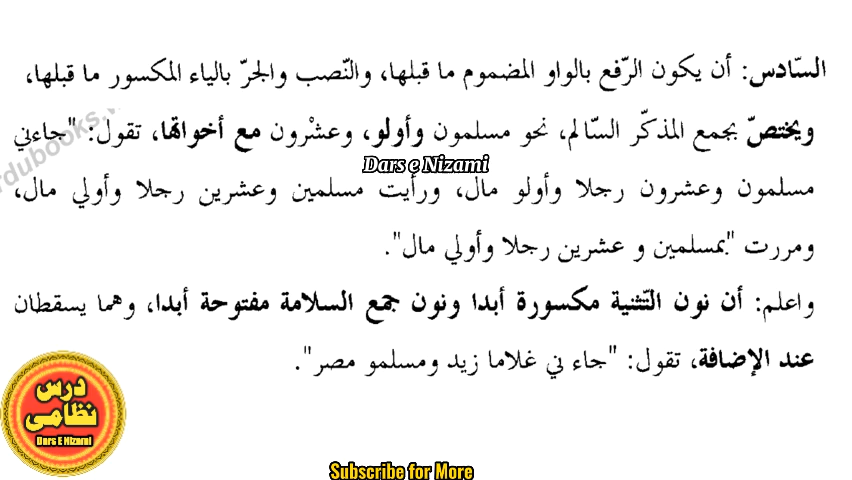 السّادس: أن يكون الرّفع بالواو المضموم ما قبلها، والنّصب والجرّ بالياء المكسور ما قبلها،
ويختصّ بجمع المذكّر السّالم، نحو مسلمون وأولو، وعشْرون مع أخواتها، تقول: "جاءني
Dars e Nizami
مسلمون وعشرون رجلا وأولو مال، ورأيت مسلمين وعشرين رجلا وأولي مال،
ومررت "بمسلمين و عشرين رجلا وأولي مال".
واعلم: أن نون التّثنية مكسورة أبدا ونون جمع السلامة مفتوحة أبدا، وهما يسقطان
عند الإضافة، تقول: "جاء ني غلاما زيد ومسلمو مصر".
درس
نظامی
Dars E Nizami
Subscribe for More